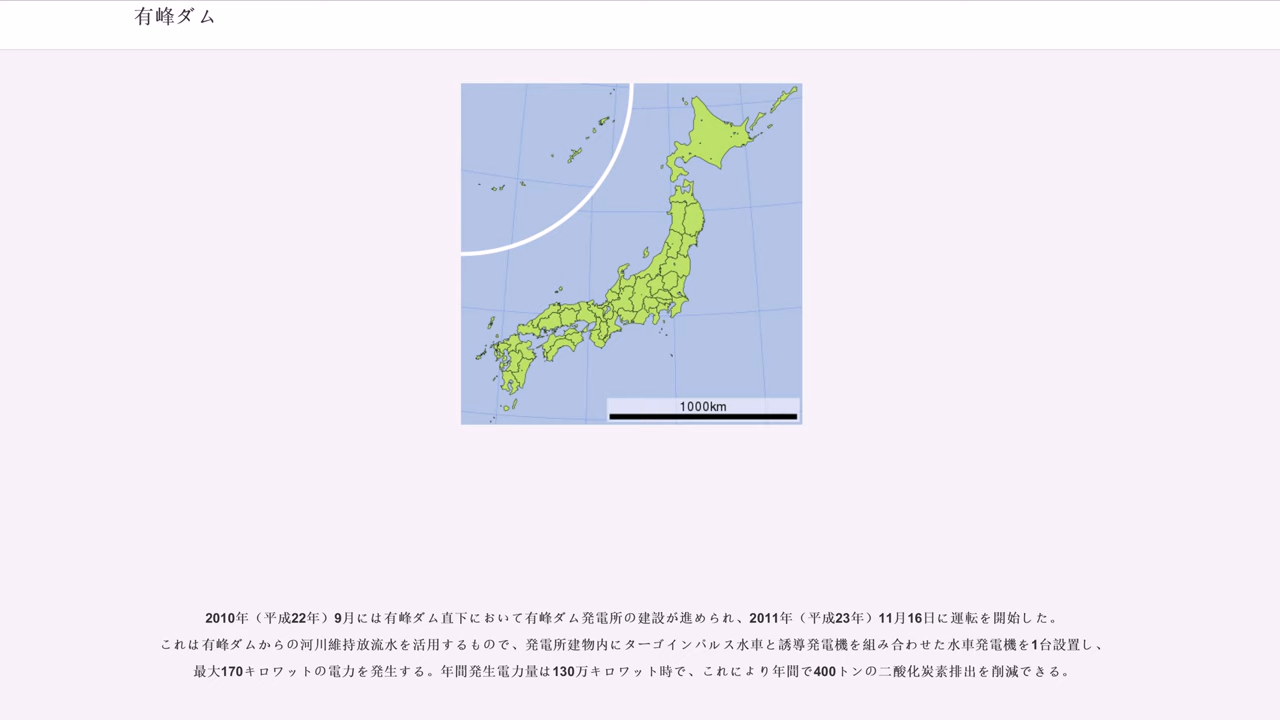 有峰ダム
1000km
2010年（平成22年）9月には有峰ダム直下において有峰ダム発電所の建設が進められ、2011年（平成23年）11月16日に運転を開始した。
これは有峰ダムからの河川維持放流水を活用するもので、発電所建物内にターゴインパルス水車と誘導発電機を組み合わせた水車発電機を1台設置し、
最大170キロワットの電力を発生する。年間発生電力量は130万キロワット時で、これにより年間で400トンの二酸化炭素排出を削減できる。